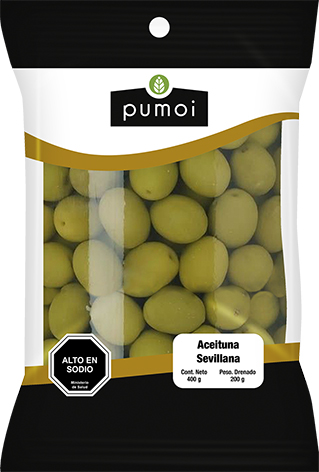 pumoi
ALTO EN
SODIO
Ministerio
de Salud
Aceituna
Sevillana
Cont. Neto Peso. Drenado
400 g 200 g